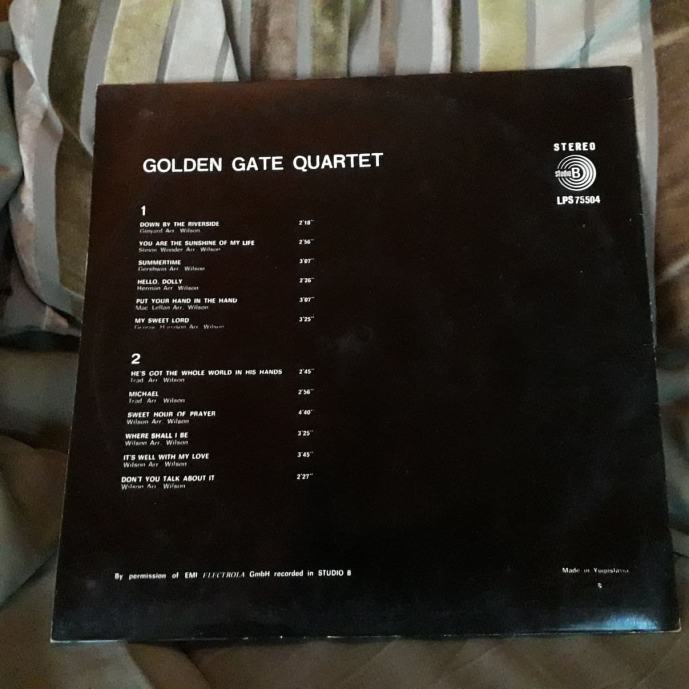 GOLDEN GATE QUARTET
STEREO
studio B
LPS 75504
1
DOWN BY THE RIVERSIDE 2'18"
Arr. Wilson
YOU ARE THE SUNSHINE OF MY LIFE 2'56"
Stevie Wonder Arr. Wilson
SUMMERTIME 3'07"
Gershwin Arr. Wilson
HELLO, DOLLY 2'26"
Herman Arr. Wilson
PUT YOUR HAND IN THE HAND 3'07"
Mac Lellan Arr. Wilson
MY SWEET LORD 3'25"
George Harrison Arr. Wilson
2
HE'S GOT THE WHOLE WORLD IN HIS HANDS 2'45"
Trad. Arr. Wilson
MICHAEL 2'56"
Trad. Arr. Wilson
SWEET HOUR OF PRAYER 4'40"
Wilson Arr. Wilson
WHERE SHALL I BE 3'25"
Wilson Arr. Wilson
IT'S WELL WITH MY LOVE 3'45"
Wilson Arr. Wilson
DON'T YOU TALK ABOUT IT 2'27"
Wilson Arr. Wilson
By permission of EMI ELECTROLA GmbH recorded in STUDIO B
Made in Yugoslavia